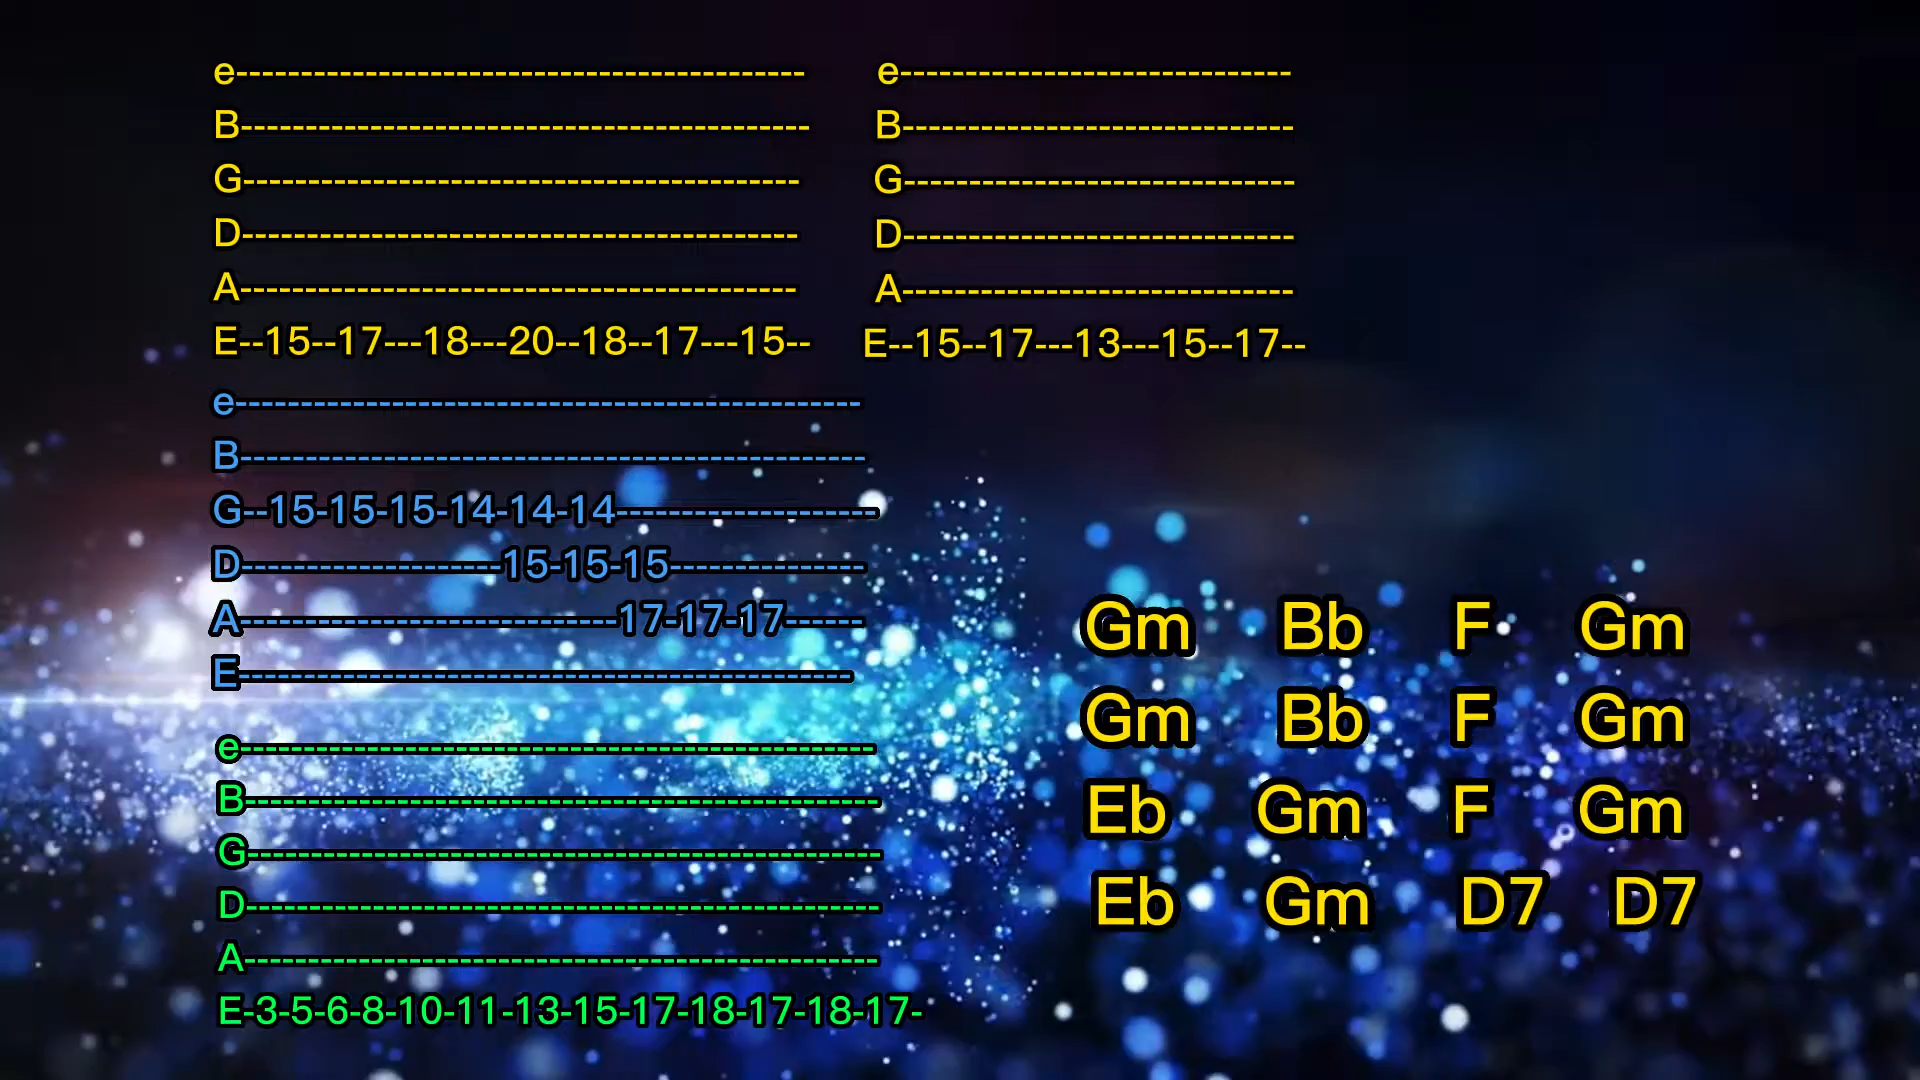 e--------------------------------------------
B--------------------------------------------
G-------------------------------------------
D-------------------------------------------
A-------------------------------------------
E--15--17---18---20--18--17---15--
e------------------------------
B------------------------------
G------------------------------
D------------------------------
A------------------------------
E--15--17---13---15--17--
e------------------------------------------------
B------------------------------------------------
G--15-15-15-14-14-14--------------------
D--------------------15-15-15---------------
A-----------------------------17-17-17------
E-----------------------------------------------
e-------------------------------------------------
B-------------------------------------------------
G-------------------------------------------------
D-------------------------------------------------
A-------------------------------------------------
E-3-5-6-8-10-11-13-15-17-18-17-18-17-
Gm Bb F Gm
Gm Bb F Gm
Eb Gm F Gm
Eb Gm D7 D7